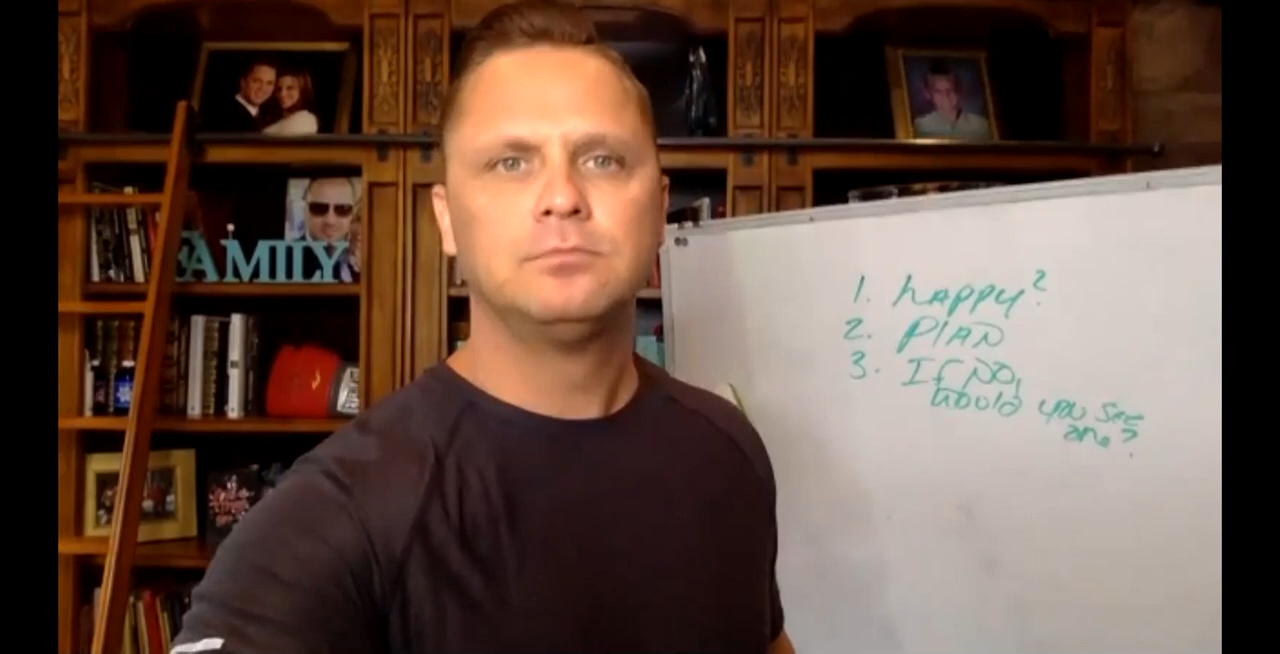 FAMILY
1. HAPPY?
2. PLAN
3. IF NO,
WOULD YOU SEE
ONE?